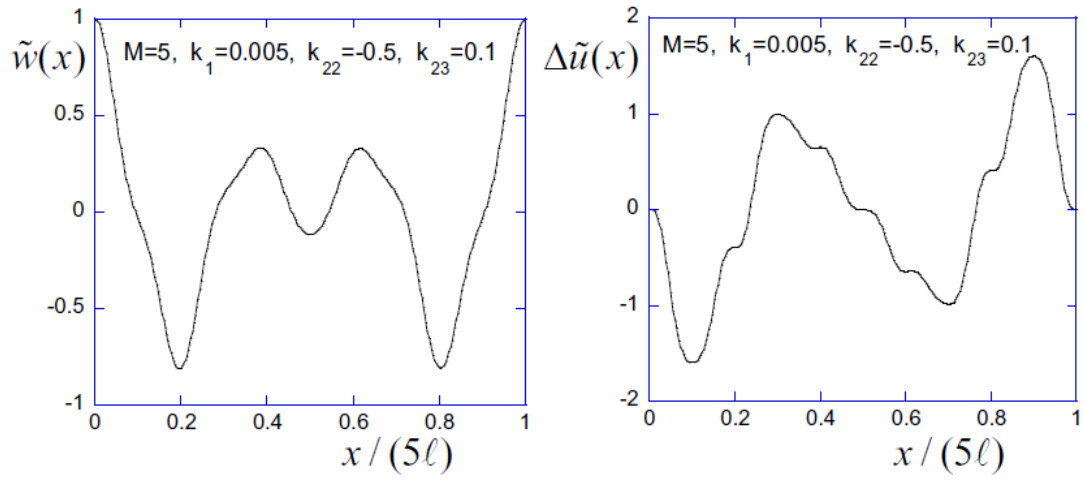 w̃(x)
M=5, k₁=0.005, k₂₂=-0.5, k₂₃=0.1
1
0.5
0
-0.5
-1
0 0.2 0.4 0.6 0.8 1
x / (5ℓ)
Δũ(x)
M=5, k₁=0.005, k₂₂=-0.5, k₂₃=0.1
2
1
0
-1
-2
0 0.2 0.4 0.6 0.8 1
x / (5ℓ)